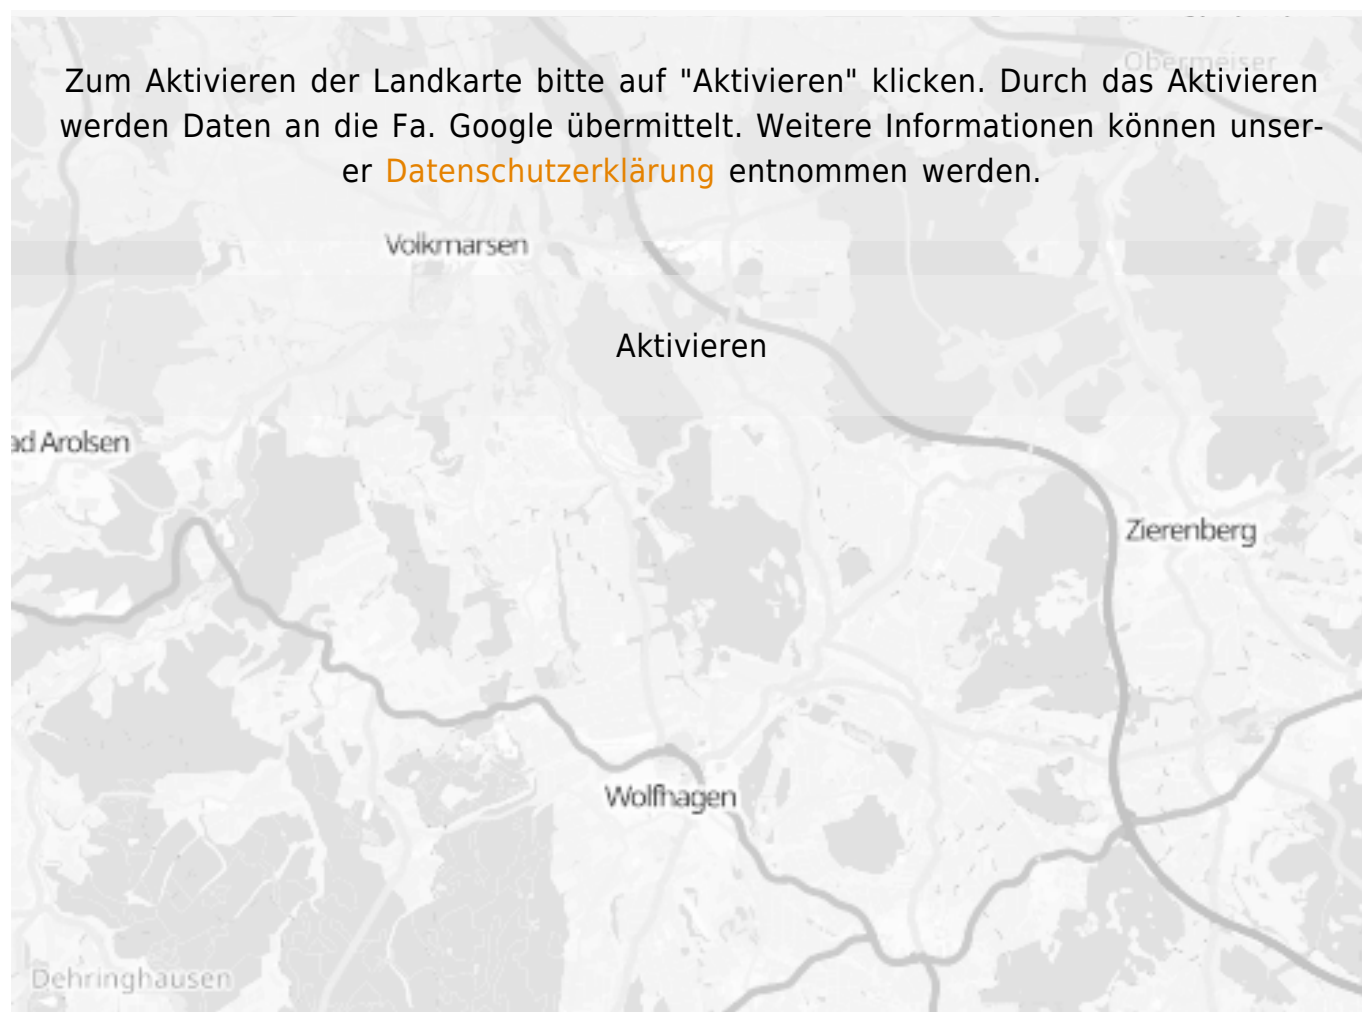 Obermeiser
Zum Aktivieren der Landkarte bitte auf "Aktivieren" klicken. Durch das Aktivieren
werden Daten an die Fa. Google übermittelt. Weitere Informationen können unser-
er Datenschutzerklärung entnommen werden.
Volkmarsen
Aktivieren
ad Arolsen
Zierenberg
Wolfhagen
Dehringhausen